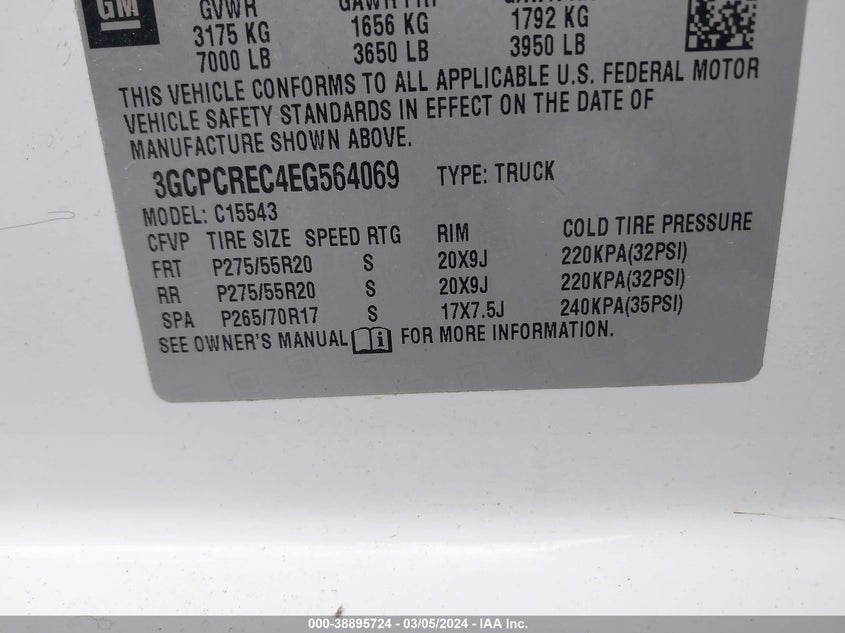 GM
GVWR GAWR FRT
3175 KG 1656 KG 1792 KG
7000 LB 3650 LB 3950 LB
THIS VEHICLE CONFORMS TO ALL APPLICABLE U.S. FEDERAL MOTOR
VEHICLE SAFETY STANDARDS IN EFFECT ON THE DATE OF
MANUFACTURE SHOWN ABOVE.
3GCPCREC4EG564069 TYPE: TRUCK
MODEL: C15543
CFVP TIRE SIZE SPEED RTG RIM COLD TIRE PRESSURE
FRT P275/55R20 S 20X9J 220KPA(32PSI)
RR P275/55R20 S 20X9J 220KPA(32PSI)
SPA P265/70R17 S 17X7.5J 240KPA(35PSI)
SEE OWNER'S MANUAL i FOR MORE INFORMATION.
000-38895724 - 03/05/2024 - IAA Inc.